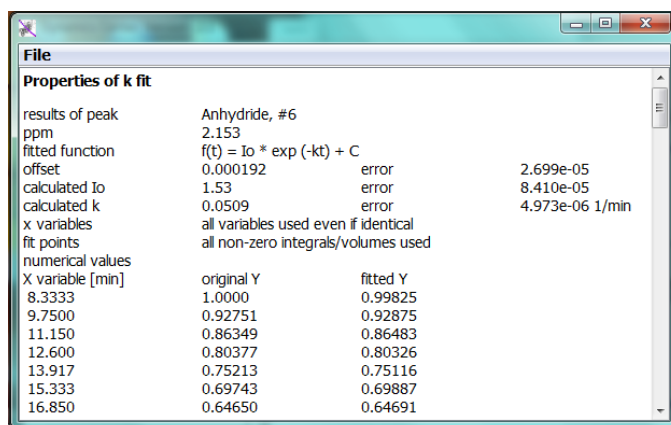 File
Properties of k fit
results of peak Anhydride, #6
ppm 2.153
fitted function f(t) = Io * exp (-kt) + C
offset 0.000192 error 2.699e-05
calculated Io 1.53 error 8.410e-05
calculated k 0.0509 error 4.973e-06 1/min
x variables all variables used even if identical
fit points all non-zero integrals/volumes used
numerical values
X variable [min] original Y fitted Y
8.3333 1.0000 0.99825
9.7500 0.92751 0.92875
11.150 0.86349 0.86483
12.600 0.80377 0.80326
13.917 0.75213 0.75116
15.333 0.69743 0.69887
16.850 0.64650 0.64691